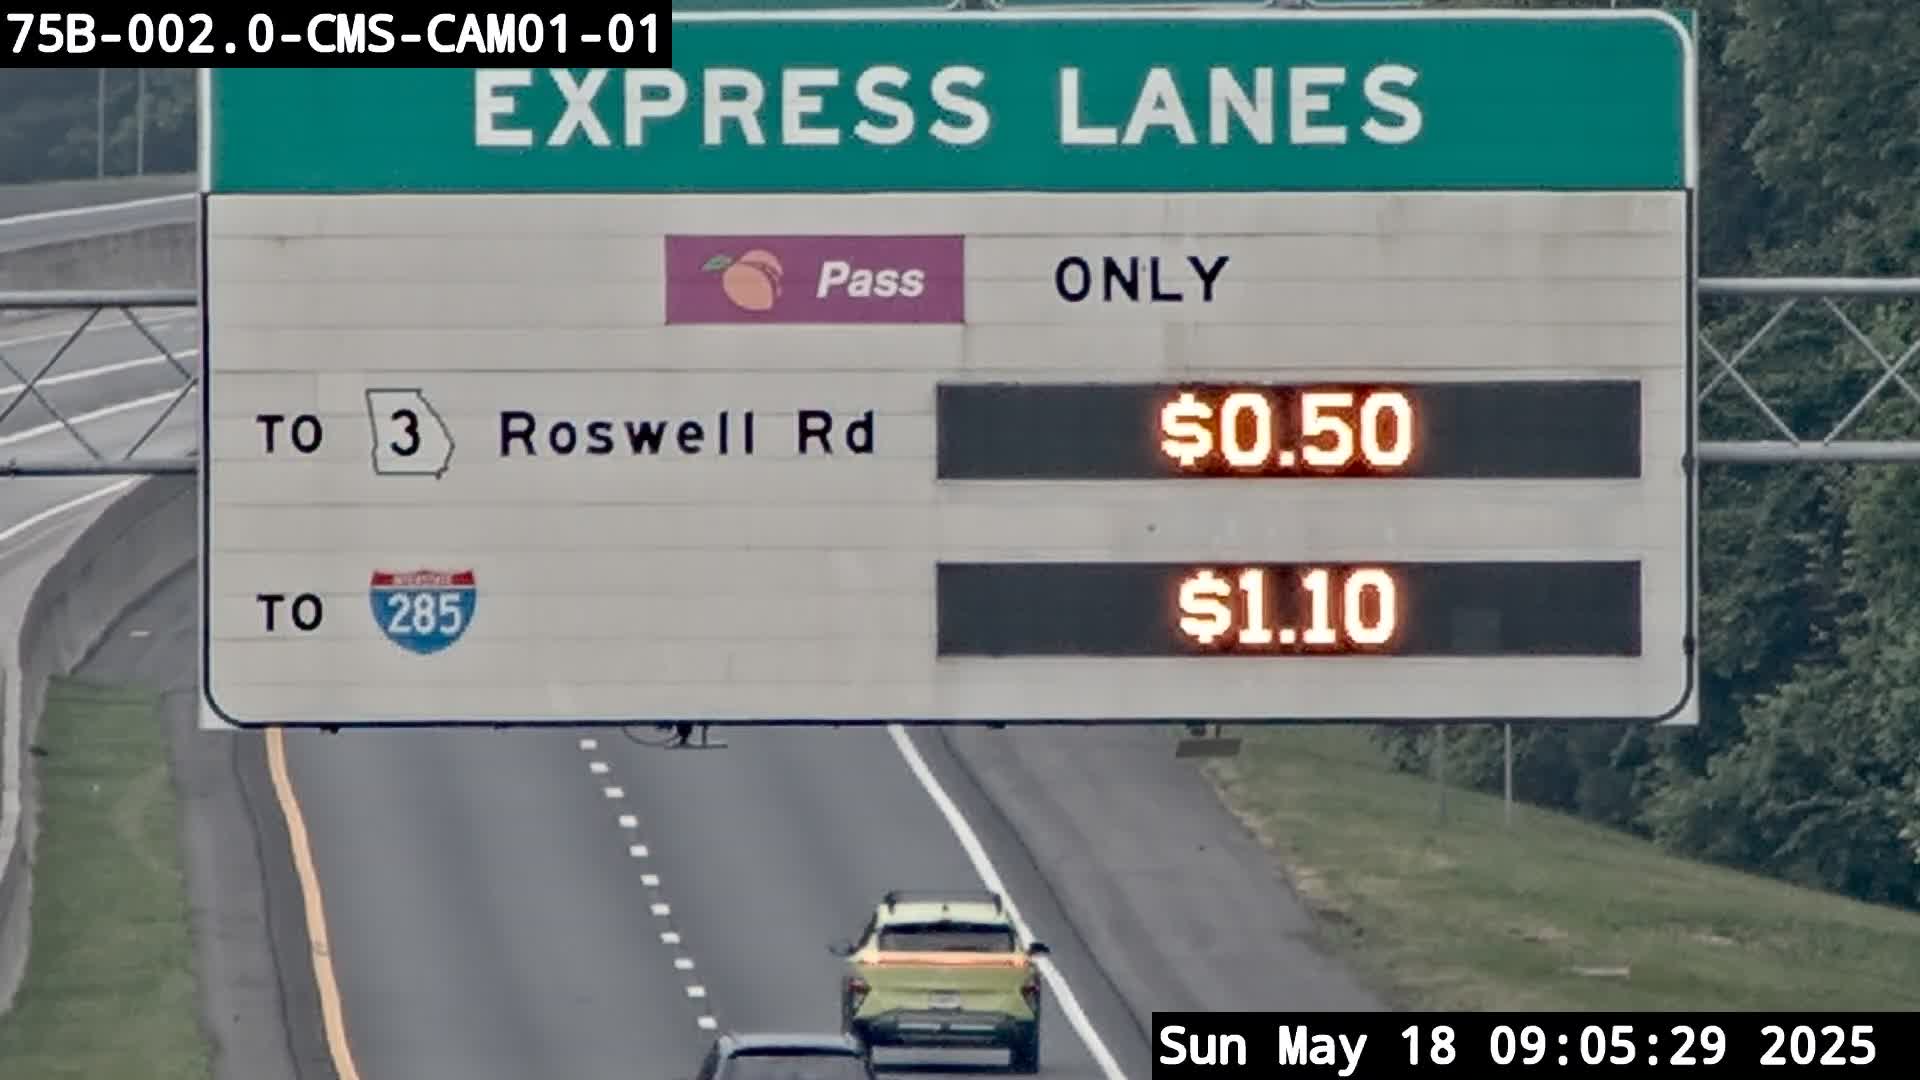 75B-002.0-CMS-CAM01-01
EXPRESS LANES
Pass ONLY
TO 3 Roswell Rd $0.50
INTERSTATE
TO 285 $1.10
Sun May 18 09:05:29 2025